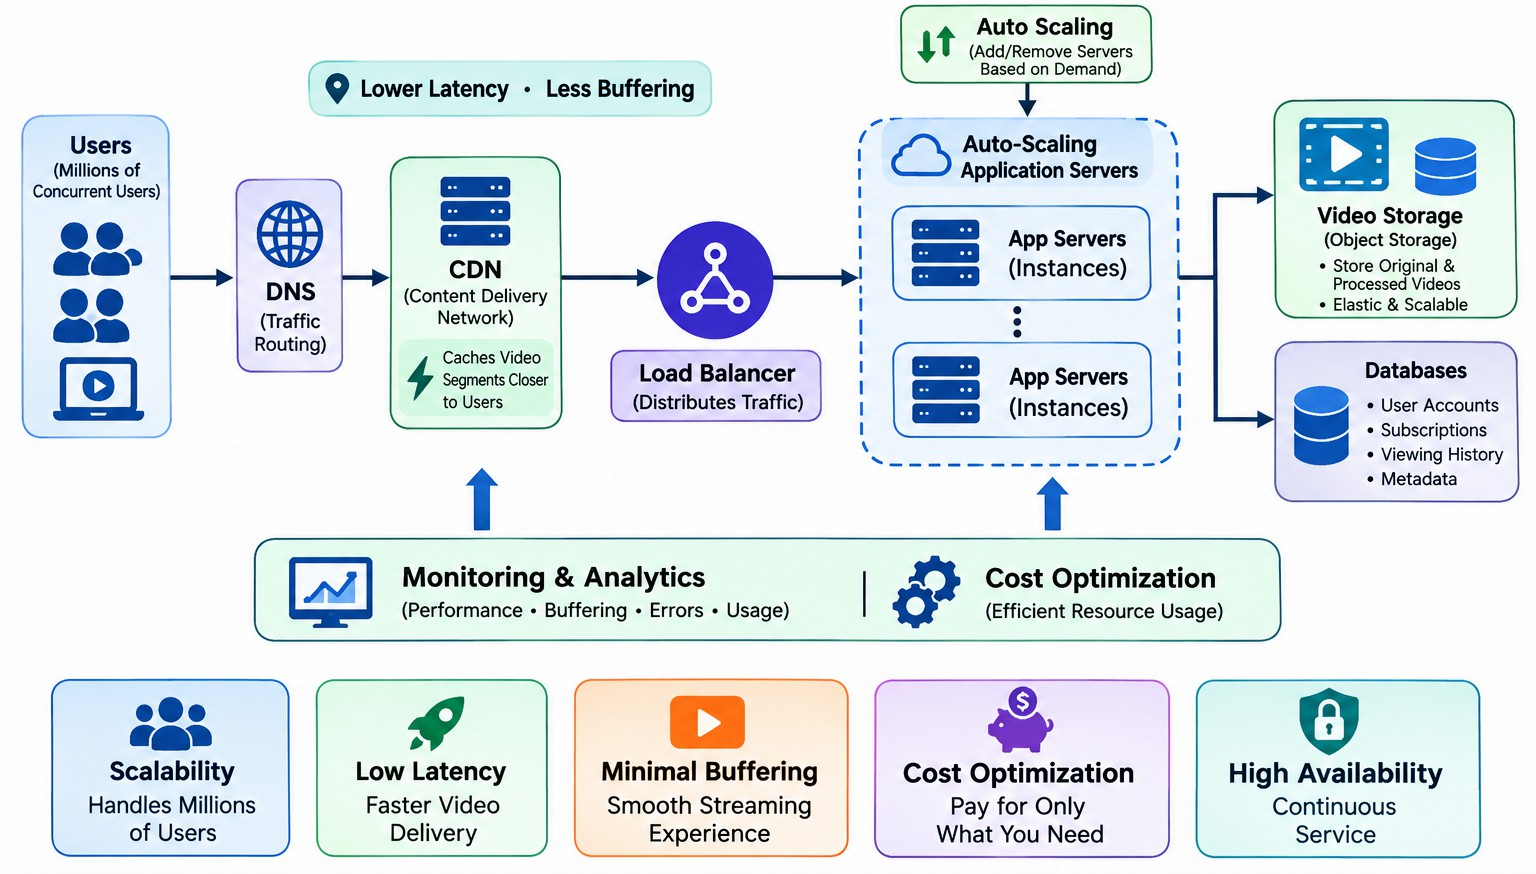 Auto Scaling
(Add/Remove Servers
Based on Demand)
Lower Latency • Less Buffering
Users
(Millions of
Concurrent Users)
DNS
(Traffic
Routing)
CDN
(Content Delivery
Network)
Caches Video
Segments Closer
to Users
Load Balancer
(Distributes Traffic)
Auto-Scaling
Application Servers
App Servers
(Instances)
App Servers
(Instances)
Video Storage
(Object Storage)
• Store Original &
Processed Videos
• Elastic & Scalable
Databases
• User Accounts
• Subscriptions
• Viewing History
• Metadata
Monitoring & Analytics
(Performance • Buffering • Errors • Usage)
Cost Optimization
(Efficient Resource Usage)
Scalability
Handles Millions
of Users
Low Latency
Faster Video
Delivery
Minimal Buffering
Smooth Streaming
Experience
$
Cost Optimization
Pay for Only
What You Need
High Availability
Continuous
Service